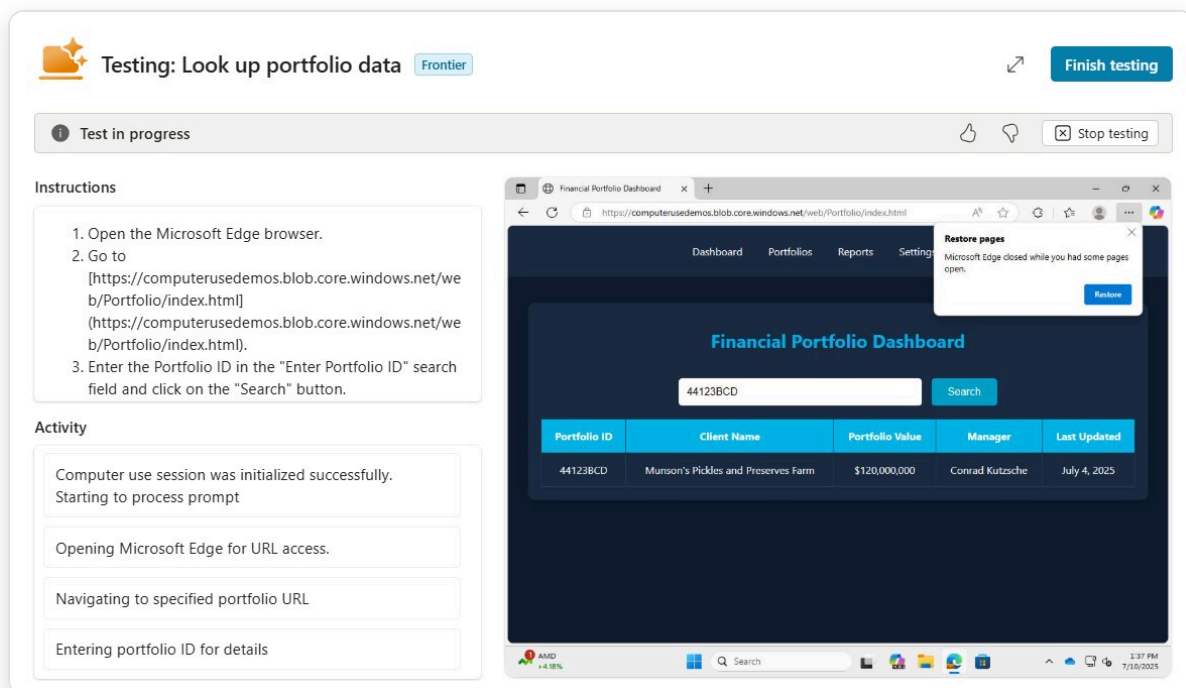 Testing: Look up portfolio data
Frontier
Finish testing
Test in progress
Stop testing
Instructions
1. Open the Microsoft Edge browser.
2. Go to
[https://computerusedemos.blob.core.windows.net/we
b/Portfolio/index.html]
(https://computerusedemos.blob.core.windows.net/we
b/Portfolio/index.html).
3. Enter the Portfolio ID in the "Enter Portfolio ID" search
field and click on the "Search" button.
Activity
Computer use session was initialized successfully.
Starting to process prompt
Opening Microsoft Edge for URL access.
Navigating to specified portfolio URL
Entering portfolio ID for details
Financial Portfolio Dashboard
https://computerusedemos.blob.core.windows.net/web/Portfolio/index.html
Dashboard Portfolios Reports Settings
Restore pages
Microsoft Edge closed while you had some pages
open.
Restore
Financial Portfolio Dashboard
44123BCD Search
Portfolio ID Client Name Portfolio Value Manager Last Updated
44123BCD Munson's Pickles and Preserves Farm $120,000,000 Conrad Kutzsche July 4, 2025
1
AMD
+4.18%
Search
1:37 PM
7/10/2025